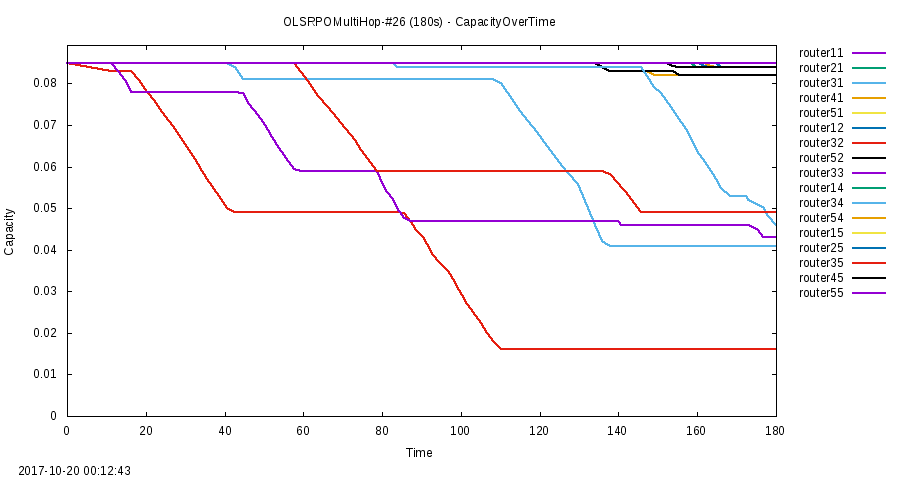 OLSRPPOMultiHop-#26 (180s) - CapacityOverTime
Capacity
0.08
0.07
0.06
0.05
0.04
0.03
0.02
0.01
0
0 20 40 60 80 100 120 140 160 180
Time
router11
router21
router31
router41
router51
router12
router32
router52
router33
router14
router34
router54
router15
router25
router35
router45
router55
2017-10-20 00:12:43